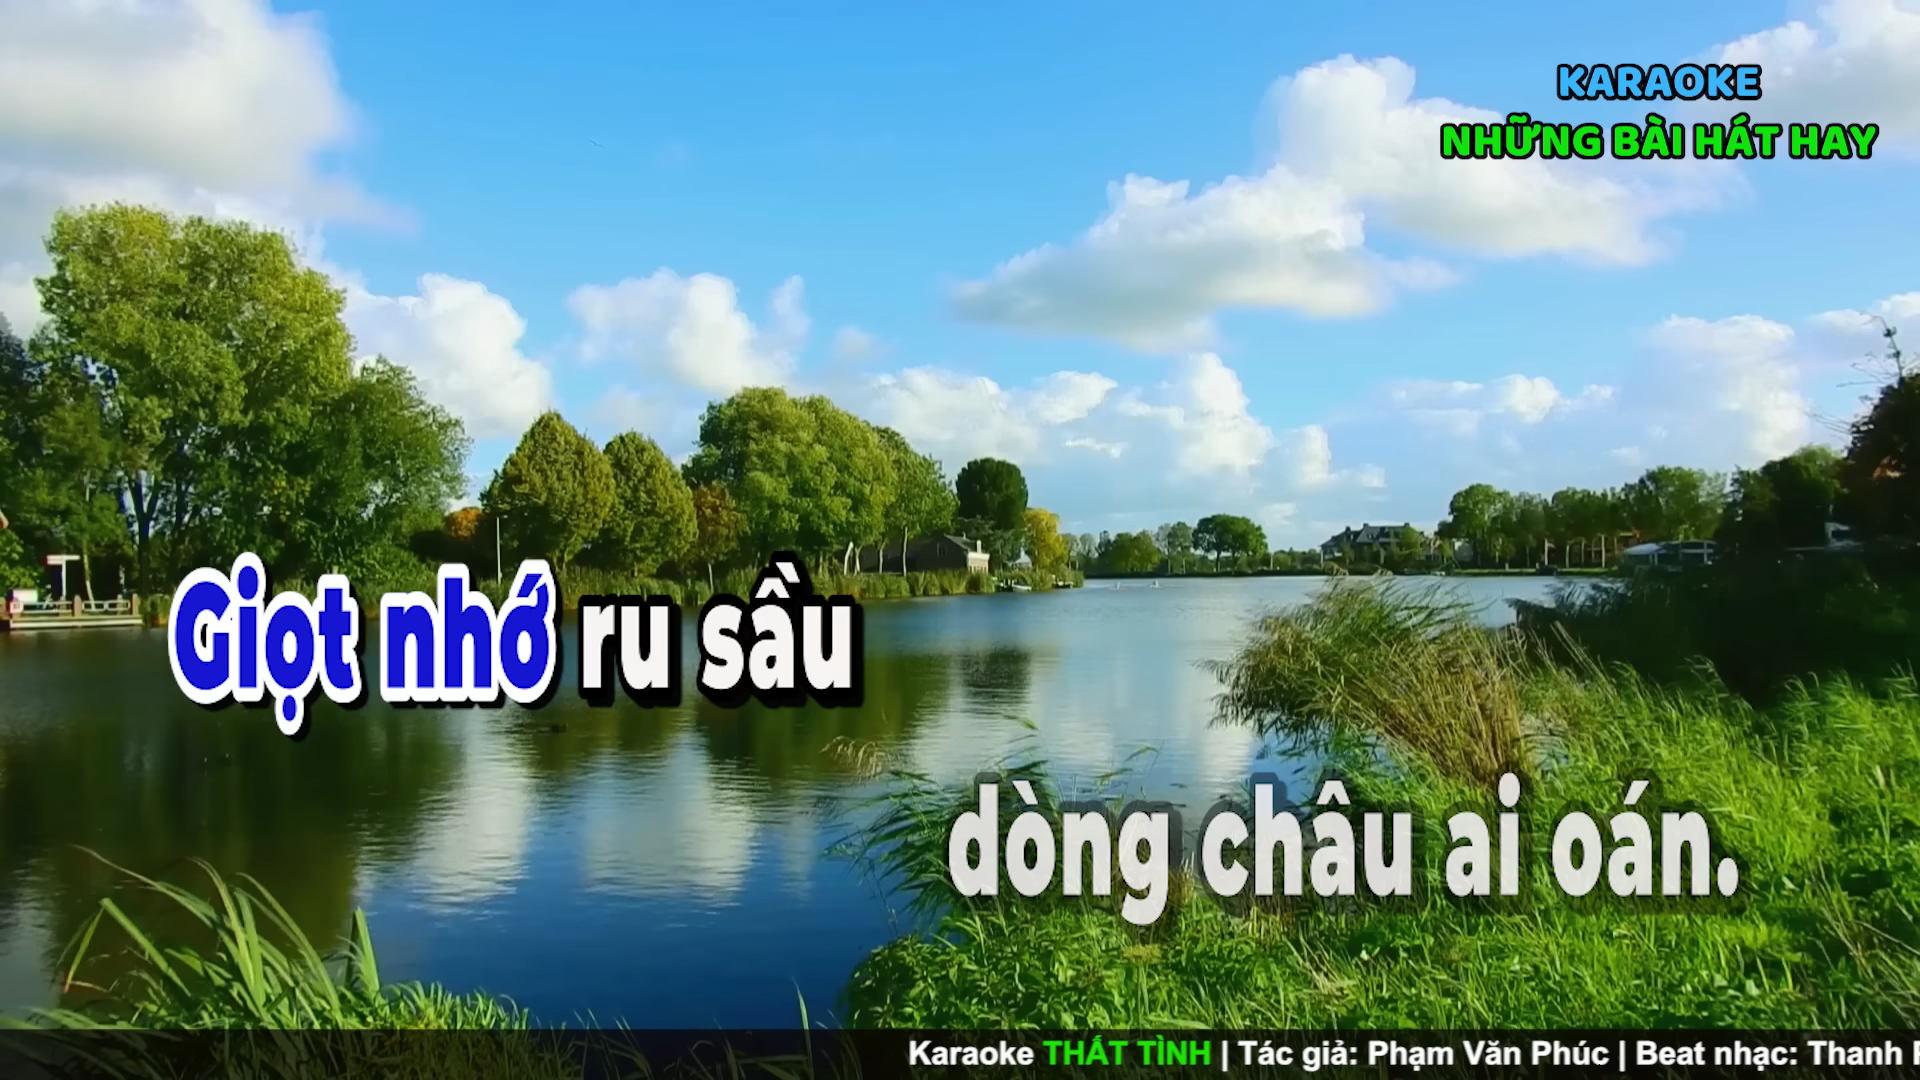 KARAOKE
NHỮNG BÀI HÁT HAY
Giọt nhớ ru sầu
dòng châu ai oán.
Karaoke THẤT TÌNH | Tác giả: Phạm Văn Phúc | Beat nhạc: Thanh